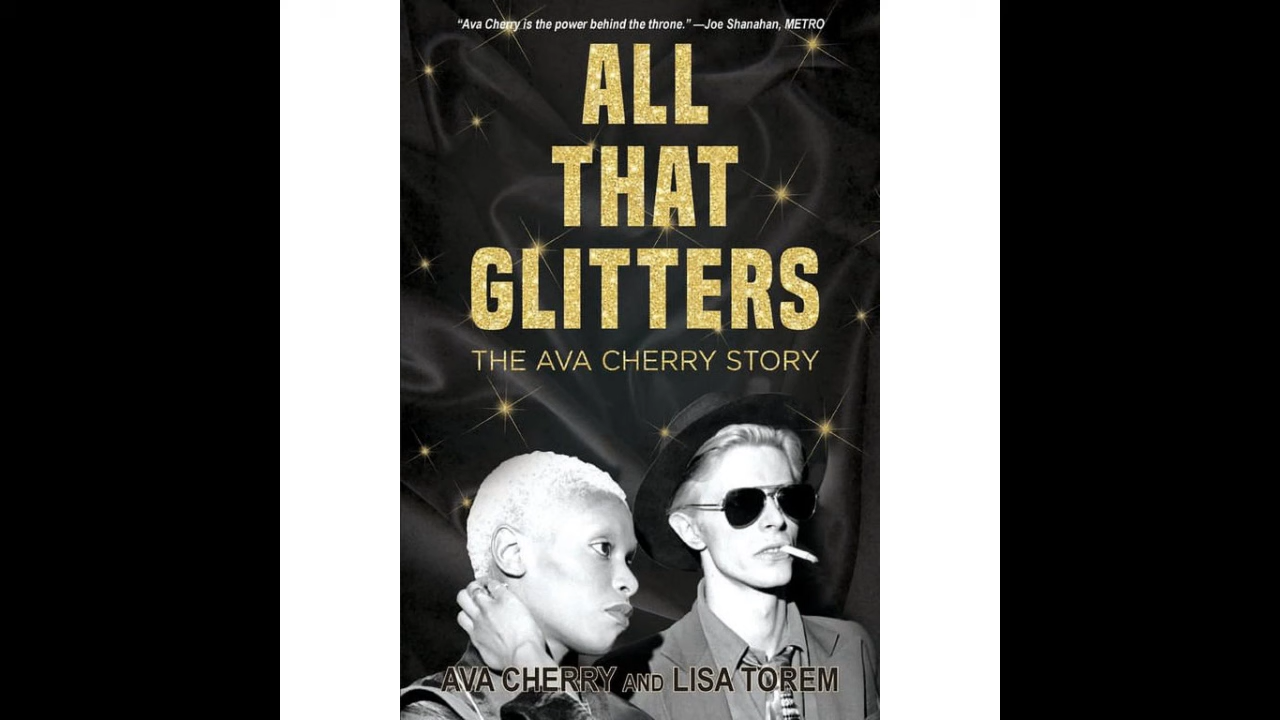 “Ava Cherry is the power behind the throne.” —Joe Shanahan, METRO
ALL
THAT
GLITTERS
THE AVA CHERRY STORY
AVA CHERRY AND LISA TOREM